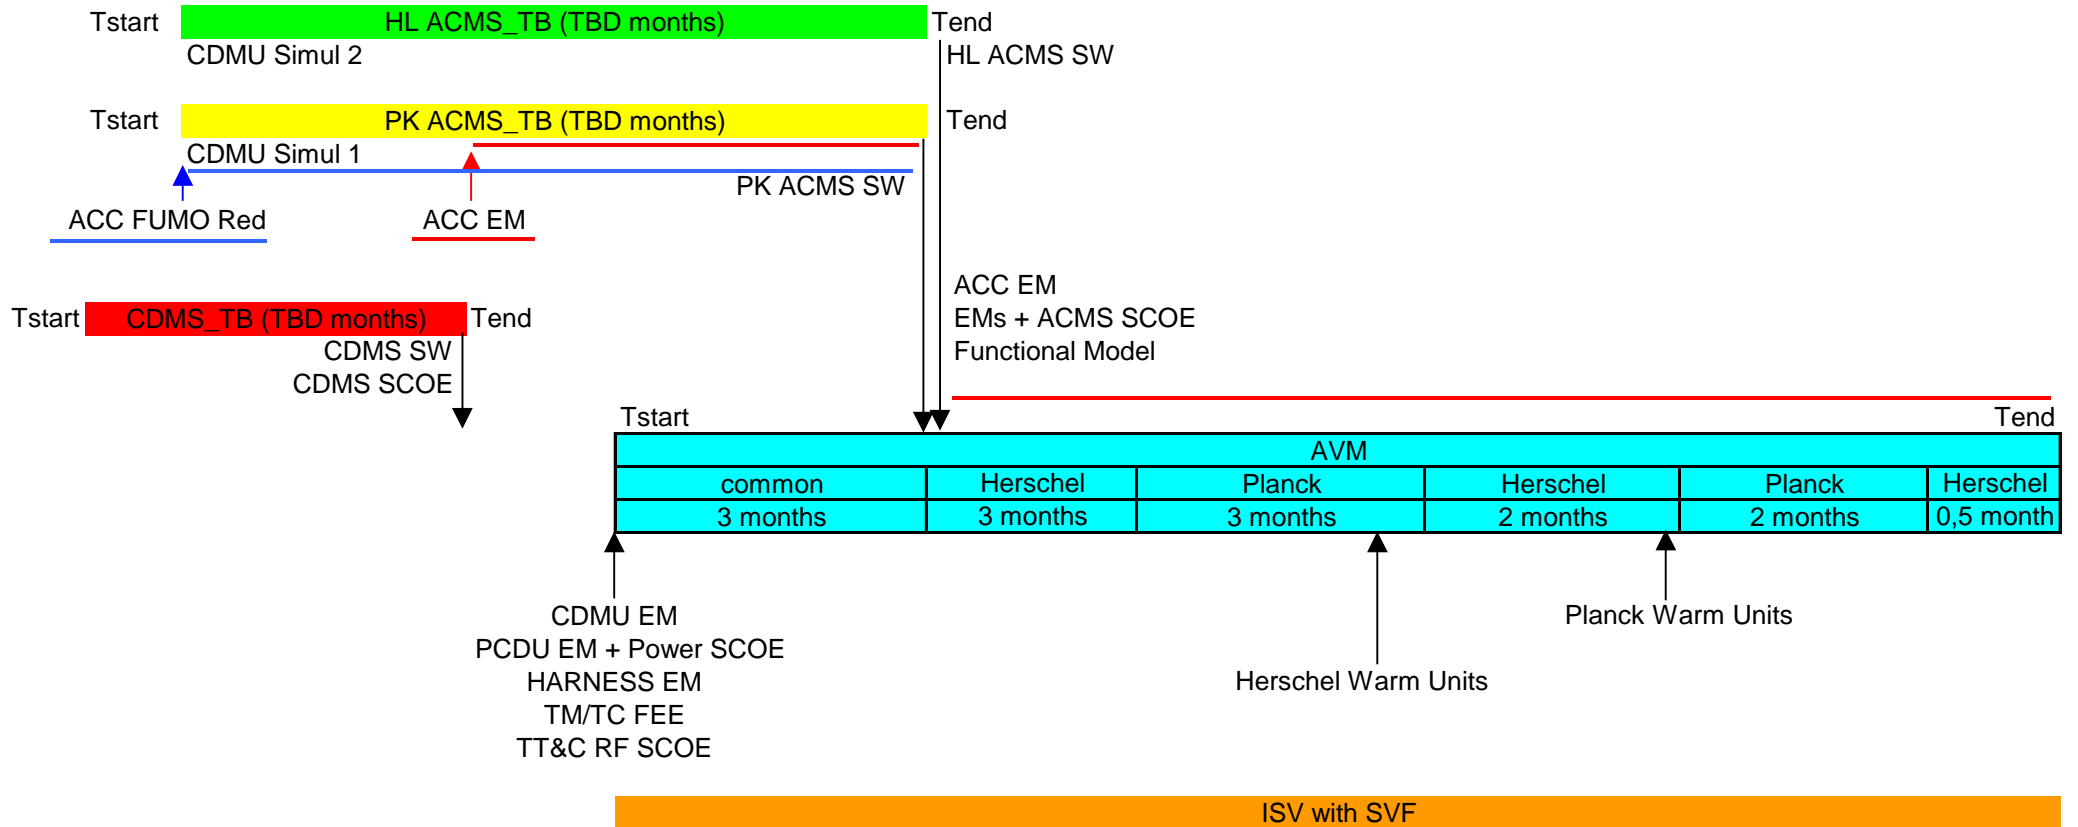 Tstart HL ACMS_TB (TBD months) Tend
CDMU Simul 2 HL ACMS SW
Tstart PK ACMS_TB (TBD months) Tend
CDMU Simul 1
PK ACMS SW
ACC FUMO Red ACC EM
ACC EM
EMs + ACMS SCOE
Functional Model
Tstart CDMS_TB (TBD months) Tend
CDMS SW
CDMS SCOE
Tstart Tend
AVM
common Herschel Planck Herschel Planck Herschel
3 months 3 months 3 months 2 months 2 months 0,5 month
CDMU EM
PCDU EM + Power SCOE
HARNESS EM
TM/TC FEE
TT&C RF SCOE
Herschel Warm Units
Planck Warm Units
ISV with SVF